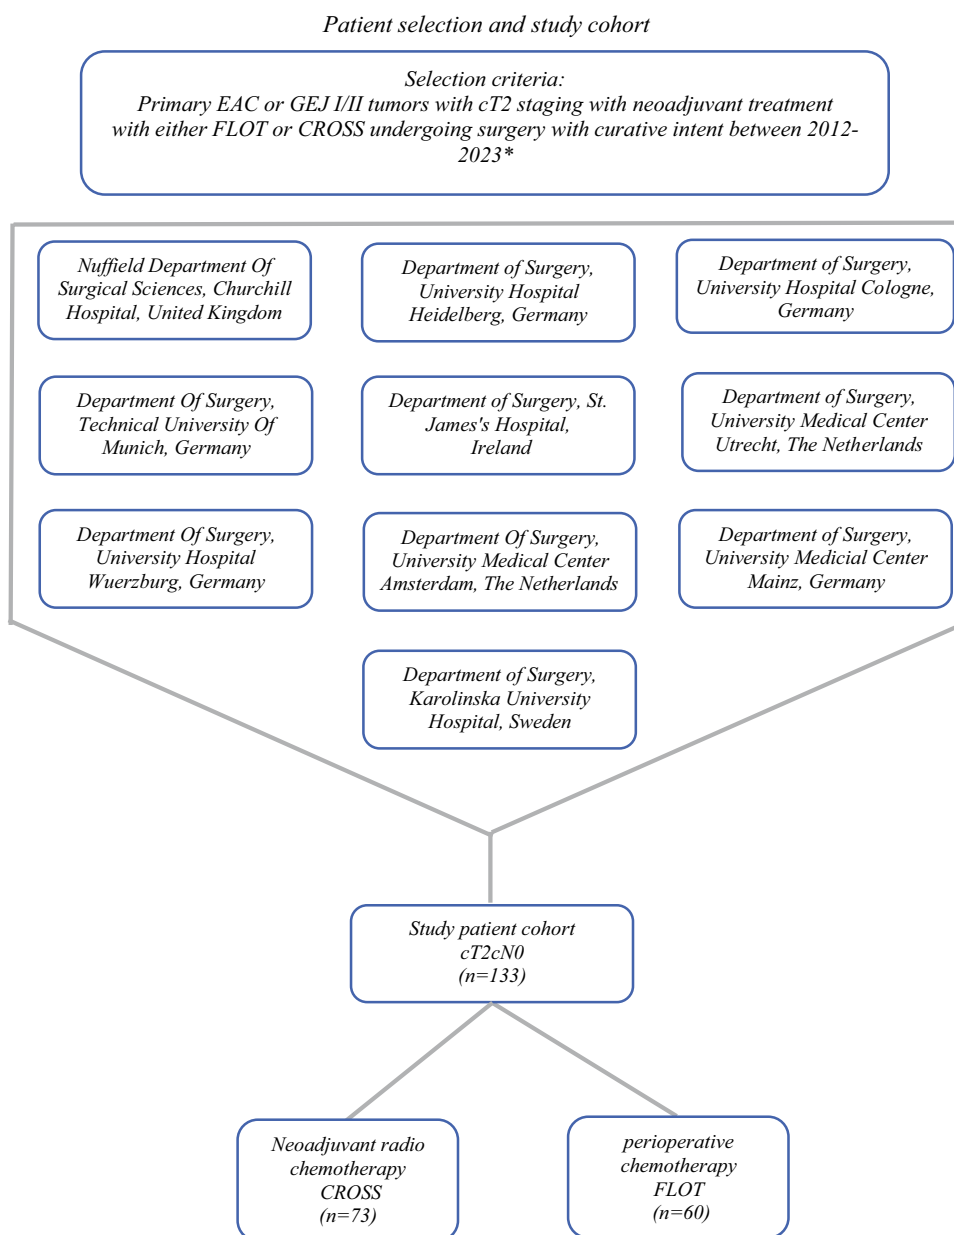 Patient selection and study cohort
Selection criteria:
Primary EAC or GEJ I/II tumors with cT2 staging with neoadjuvant treatment
with either FLOT or CROSS undergoing surgery with curative intent between 2012-
2023*
Nuffield Department Of
Surgical Sciences, Churchill
Hospital, United Kingdom
Department of Surgery,
University Hospital
Heidelberg, Germany
Department of Surgery,
University Hospital Cologne,
Germany
Department Of Surgery,
Technical University Of
Munich, Germany
Department of Surgery, St.
James's Hospital,
Ireland
Department of Surgery,
University Medical Center
Utrecht, The Netherlands
Department Of Surgery,
University Hospital
Wuerzburg, Germany
Department Of Surgery,
University Medical Center
Amsterdam, The Netherlands
Department of Surgery,
University Medicial Center
Mainz, Germany
Department of Surgery,
Karolinska University
Hospital, Sweden
Study patient cohort
cT2cN0
(n=133)
Neoadjuvant radio
chemotherapy
CROSS
(n=73)
perioperative
chemotherapy
FLOT
(n=60)